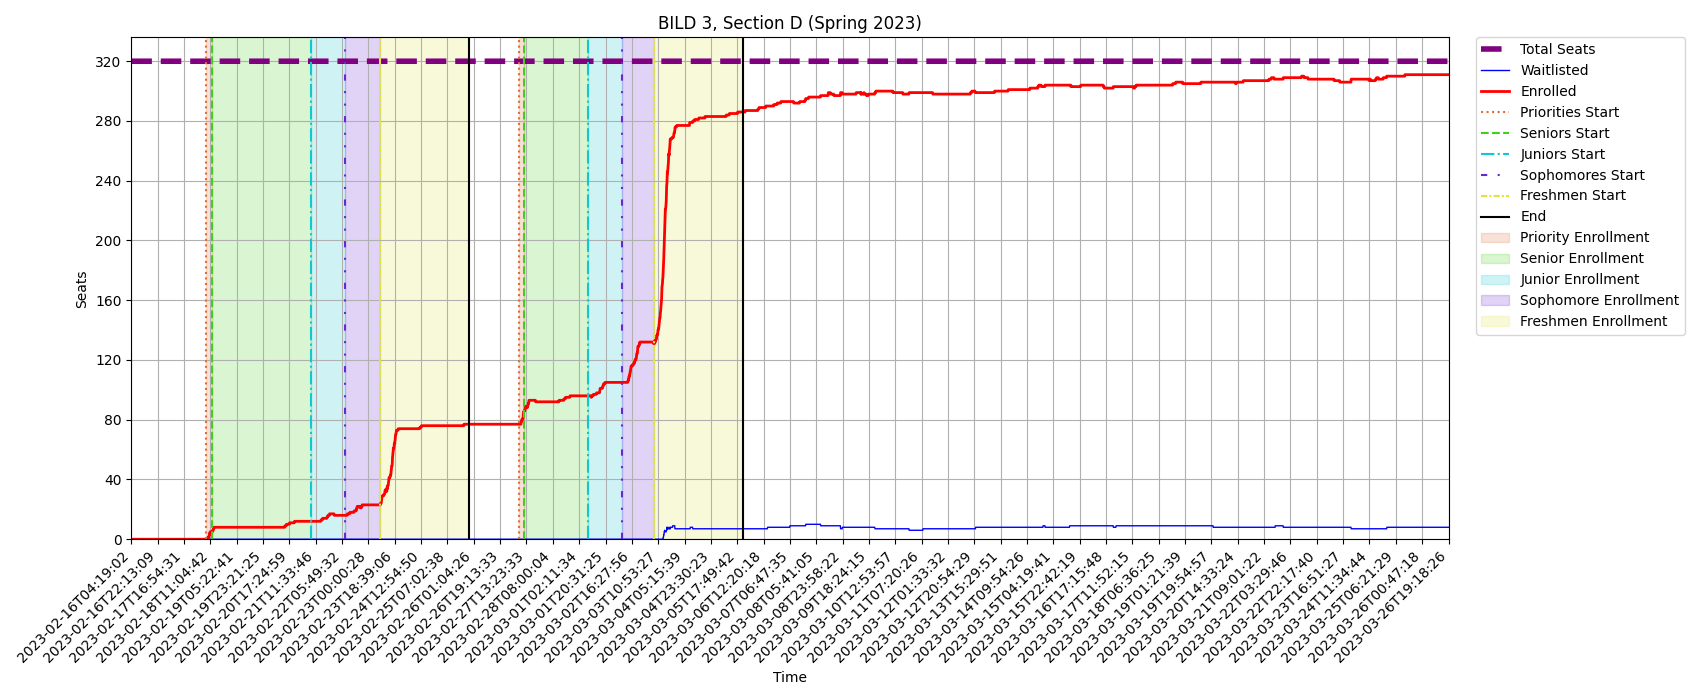 BILD 3, Section D (Spring 2023)
Seats
320
280
240
200
160
120
80
40
0
2023-02-16T04:19:02
2023-02-16T22:13:09
2023-02-17T16:54:31
2023-02-18T11:04:42
2023-02-19T05:22:41
2023-02-19T23:21:25
2023-02-20T17:24:59
2023-02-21T11:33:46
2023-02-22T05:49:32
2023-02-23T00:00:28
2023-02-23T18:39:06
2023-02-24T12:54:50
2023-02-25T07:02:38
2023-02-26T01:04:26
2023-02-26T19:13:33
2023-02-27T13:23:33
2023-02-28T08:00:04
2023-03-01T02:11:34
2023-03-01T20:31:25
2023-03-02T16:27:56
2023-03-03T10:53:27
2023-03-04T05:15:39
2023-03-04T23:30:23
2023-03-05T17:49:42
2023-03-06T12:20:18
2023-03-07T06:47:35
2023-03-08T05:41:05
2023-03-08T23:58:22
2023-03-09T18:24:15
2023-03-10T12:53:57
2023-03-11T07:20:26
2023-03-12T01:33:32
2023-03-12T20:54:29
2023-03-13T15:29:51
2023-03-14T09:54:26
2023-03-15T04:19:41
2023-03-15T22:42:19
2023-03-16T17:15:48
2023-03-17T11:52:15
2023-03-18T06:36:25
2023-03-19T01:21:39
2023-03-19T19:54:57
2023-03-20T14:33:24
2023-03-21T09:01:22
2023-03-22T03:29:46
2023-03-22T22:17:40
2023-03-23T16:51:27
2023-03-24T11:34:44
2023-03-25T06:21:29
2023-03-26T00:47:18
2023-03-26T19:18:26
Time
Total Seats
Waitlisted
Enrolled
Priorities Start
Seniors Start
Juniors Start
Sophomores Start
Freshmen Start
End
Priority Enrollment
Senior Enrollment
Junior Enrollment
Sophomore Enrollment
Freshmen Enrollment